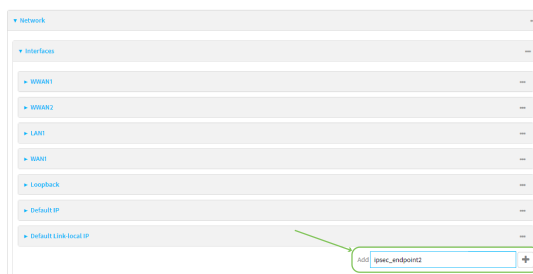 Network
Interfaces
WWAN1
WWAN2
LAN1
WAN1
Loopback
Default IP
Default Link-local IP
Add ipsec_endpoint2